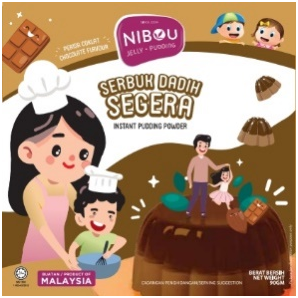 NIBOU
JELLY • PUDDING
PERISA COKLAT
CHOCOLATE FLAVOUR
SERBUK DADIH
SEGERA
INSTANT PUDDING POWDER
BUATAN / PRODUCT OF
MALAYSIA
CADANGAN PENGHIDANGAN/SERVING SUGGESTION
BERAT BERSIH
NET WEIGHT
90GM